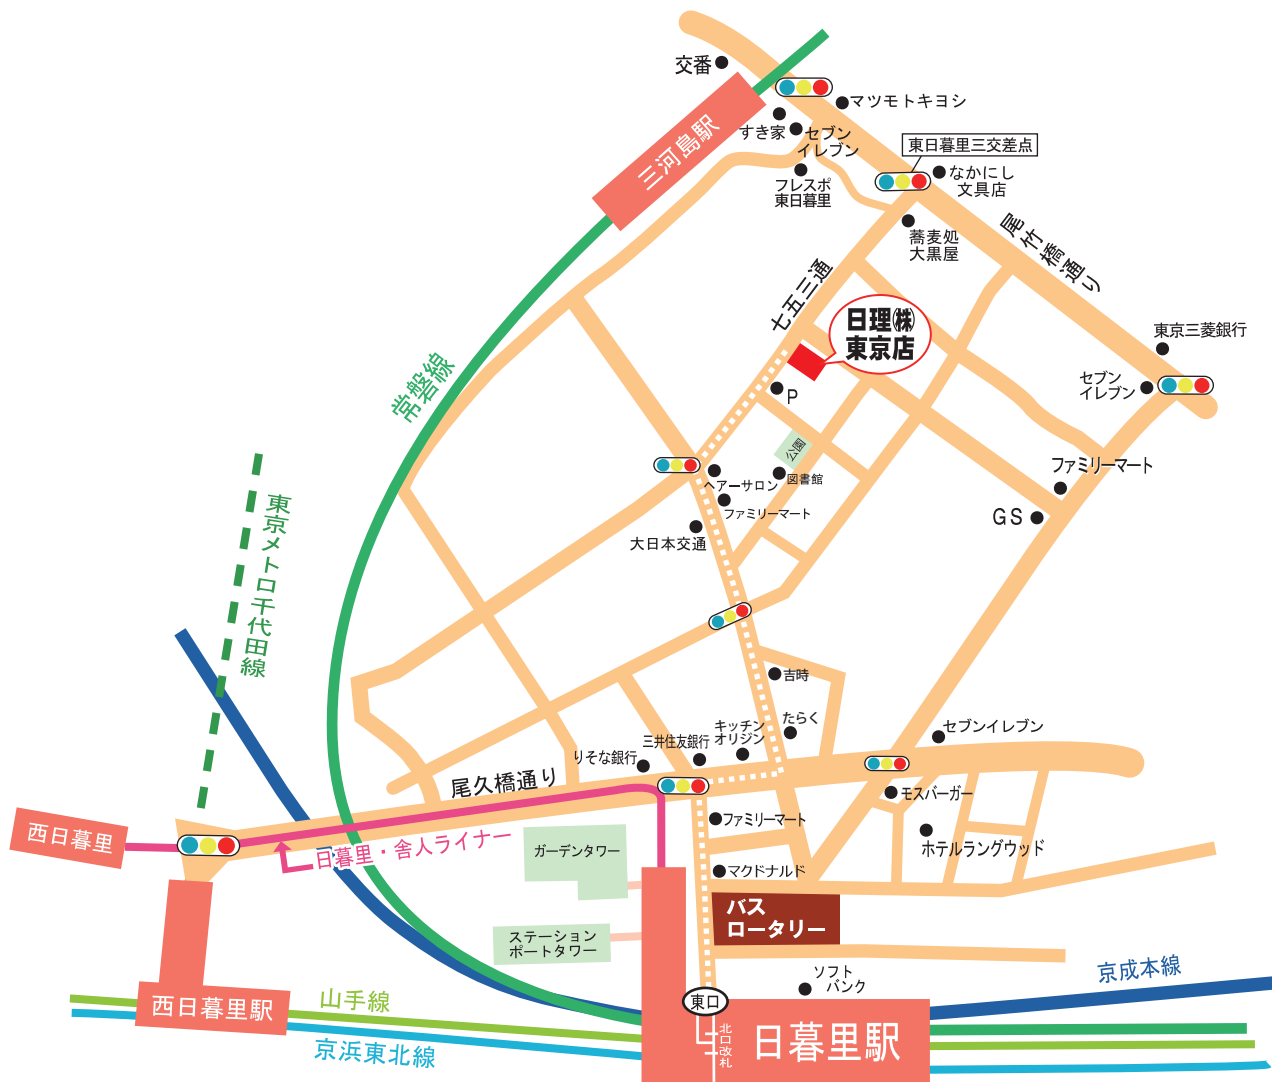 交番
三河島駅
マツモトキヨシ
すき家
セブン
イレブン
東日暮里三交差点
フレスポ
東日暮里
なかにし
文具店
蕎麦処
大黒屋
尾竹橋通り
七五三通
日理㈱
東京店
東京三菱銀行
セブン
イレブン
P
常磐線
公園
図書館
ヘアーサロン
ファミリーマート
ファミリーマート
GS
大日本交通
東京メトロ千代田線
吉時
たらく
キッチン
オリジン
三井住友銀行
りそな銀行
セブンイレブン
尾久橋通り
モスバーガー
ファミリーマート
ホテルラングウッド
西日暮里
日暮里・舎人ライナー
ガーデンタワー
マクドナルド
バス
ロータリー
ステーション
ポートタワー
ソフト
バンク
京成本線
西日暮里駅
山手線
京浜東北線
東口
北口改札
日暮里駅